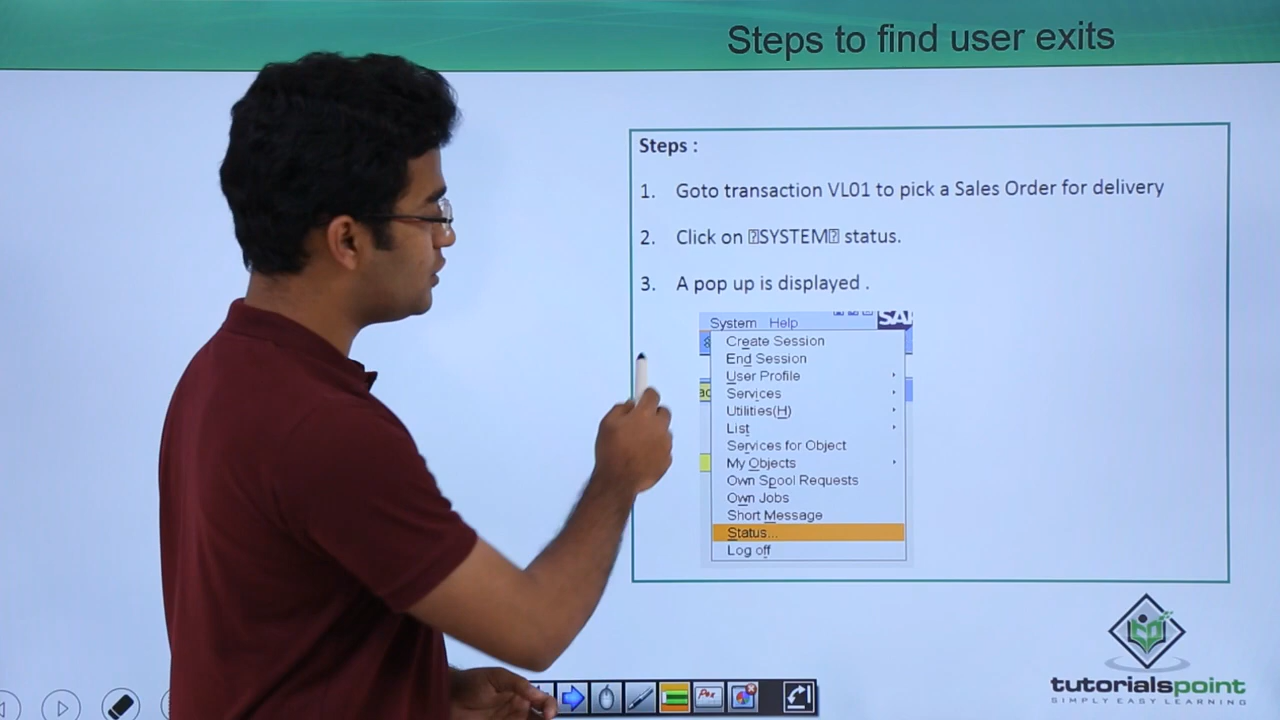 Steps to find user exits
Steps :
1. Goto transaction VL01 to pick a Sales Order for delivery
2. Click on SYSTEM status.
3. A pop up is displayed .
System Help
Create Session
End Session
User Profile
Services
Utilities(H)
List
Services for Object
My Objects
Own Spool Requests
Own Jobs
Short Message
Status...
Log off
tutorialspoint
SIMPLY EASY LEARNING